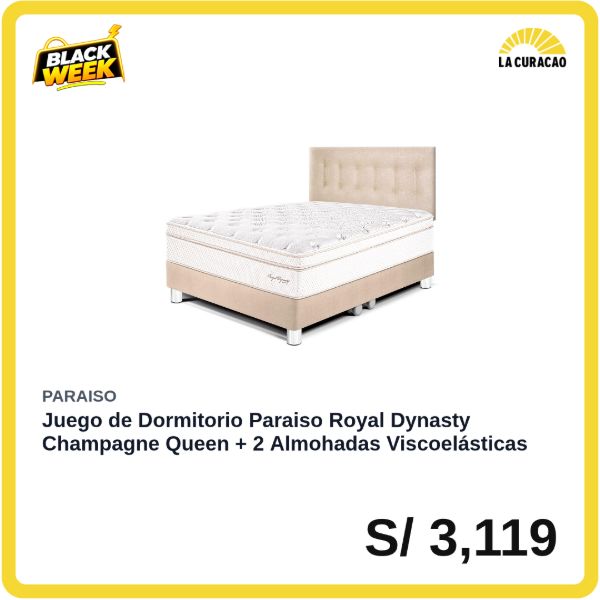 BLACK
WEEK
LA CURACAO
PARAISO
Juego de Dormitorio Paraiso Royal Dynasty
Champagne Queen + 2 Almohadas Viscoelásticas
S/ 3,119